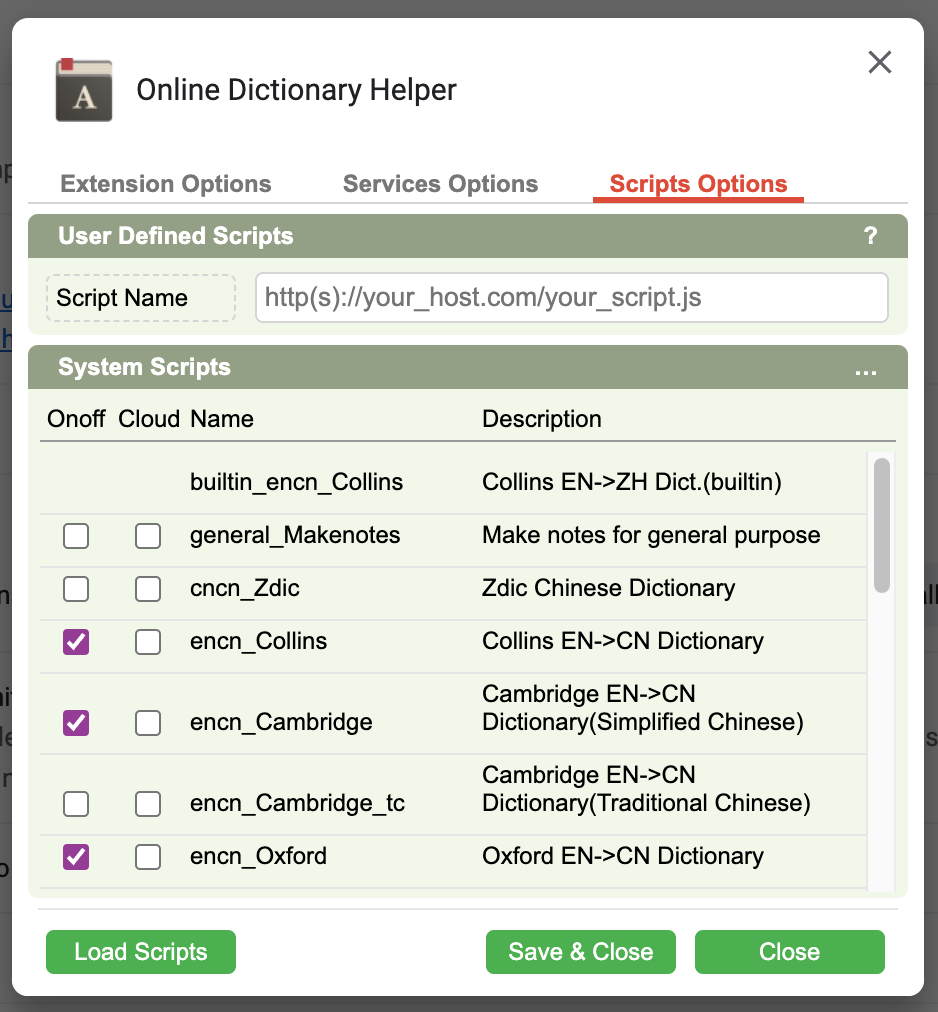 Online Dictionary Helper
Extension Options Services Options Scripts Options
User Defined Scripts ?
Script Name http(s)://your_host.com/your_script.js
System Scripts ...
Onoff Cloud Name Description
builtin_encn_Collins Collins EN->ZH Dict.(builtin)
general_Makenotes Make notes for general purpose
cncn_Zdic Zdic Chinese Dictionary
encn_Collins Collins EN->CN Dictionary
Cambridge EN->CN
encn_Cambridge Dictionary(Simplified Chinese)
Cambridge EN->CN
encn_Cambridge_tc Dictionary(Traditional Chinese)
encn_Oxford Oxford EN->CN Dictionary
Load Scripts Save & Close Close